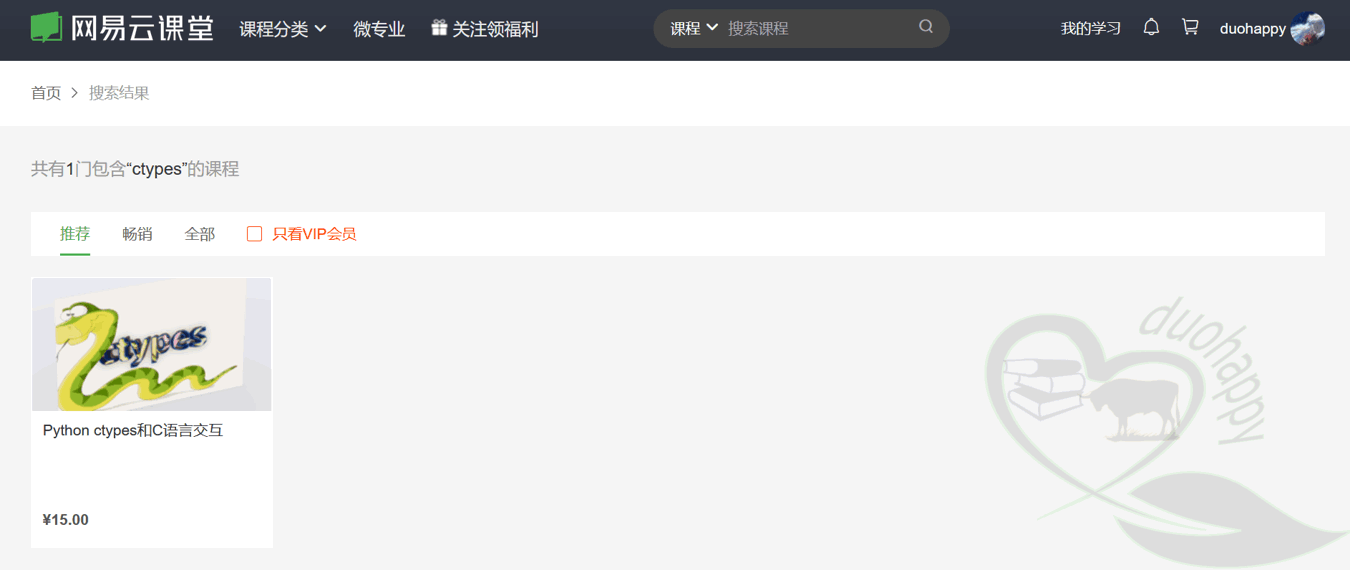 网易云课堂 课程分类 微专业 关注领福利 课程 搜索课程 我的学习 duohappy
首页 > 搜索结果
共有1门包含“ctypes”的课程
推荐 畅销 全部 只看VIP会员
ctypes
Python ctypes和C语言交互
¥15.00
duohappy